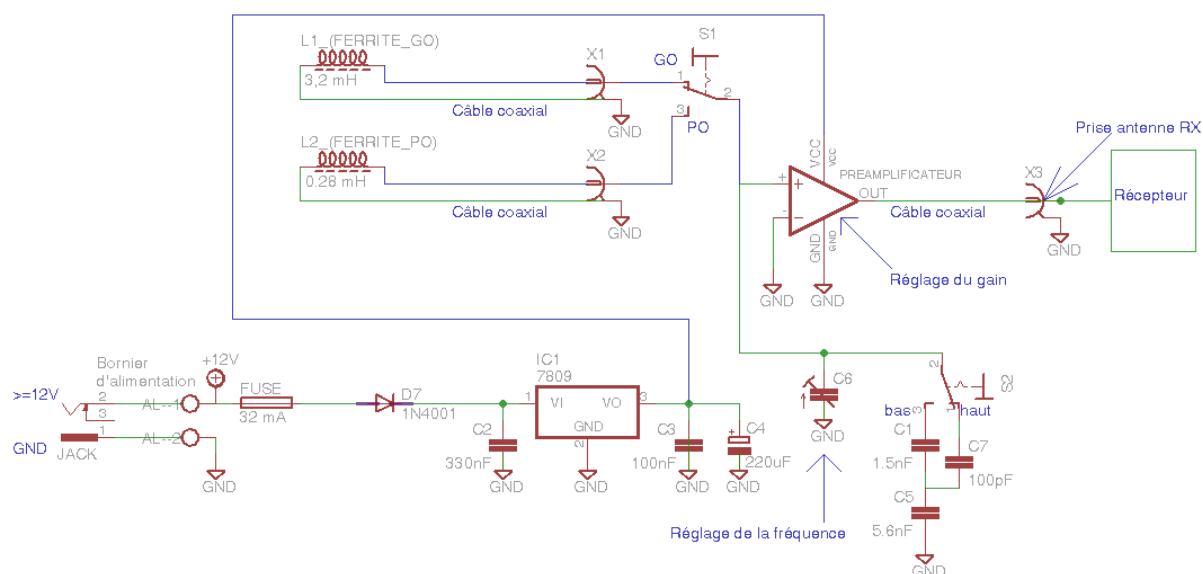 L1_(FERRITE_GO)
3,2 mH
X1
GO
S1
1
2
3
PO
Câble coaxial
GND
L2_(FERRITE_PO)
0.28 mH
X2
Câble coaxial
GND
VCC
VCC
PREAMPLIFICATEUR
+
+
-
−
OUT
GND
GND
GND
GND
Câble coaxial
Réglage du gain
Prise antenne RX
X3
GND
Récepteur
Bornier
d'alimentation
+12V
>=12V
2
3
1
AL--1
AL--2
GND
JACK
GND
FUSE
32 mA
D7
1N4001
C2
330nF
GND
IC1
7809
1
VI
VO
3
GND
2
GND
C3
100nF
GND
+
C4
220uF
GND
C6
GND
Réglage de la fréquence
2
S2
bas
3
1
haut
C1
1.5nF
C7
100pF
C5
5.6nF
GND